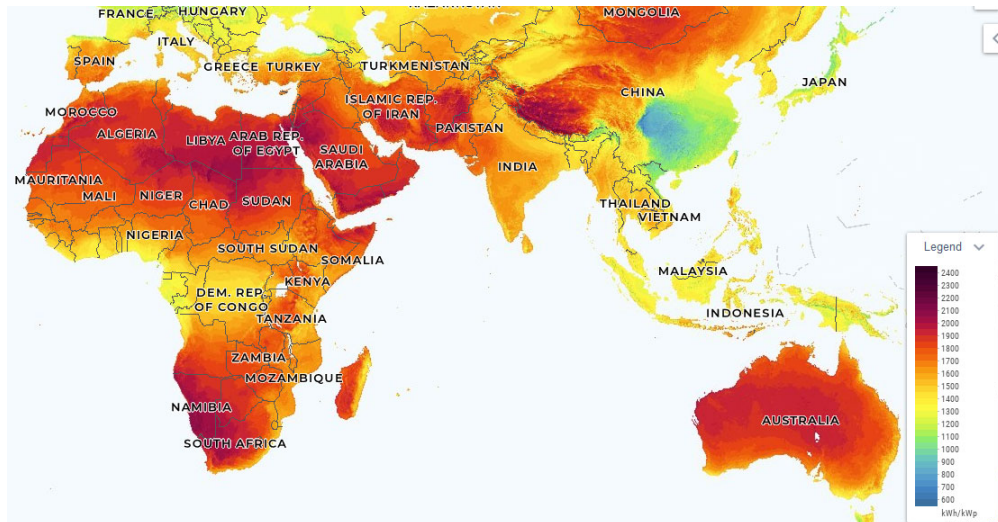 MONGOLIA
FRANCE
HUNGARY
ITALY
SPAIN
GREECE
TURKEY
TURKMENISTAN
CHINA
JAPAN
MOROCCO
ISLAMIC REP.
OF IRAN
ALGERIA
LIBYA
ARAB REP.
OF EGYPT
PAKISTAN
SAUDI
ARABIA
INDIA
MAURITANIA
MALI
NIGER
CHAD
SUDAN
THAILAND
VIETNAM
NIGERIA
SOUTH SUDAN
SOMALIA
MALAYSIA
KENYA
DEM. REP.
OF CONGO
TANZANIA
INDONESIA
ZAMBIA
MOZAMBIQUE
NAMIBIA
SOUTH AFRICA
AUSTRALIA
Legend
2400
2300
2200
2100
2000
1900
1800
1700
1600
1500
1400
1300
1200
1100
1000
900
800
700
600
kWh/kWp